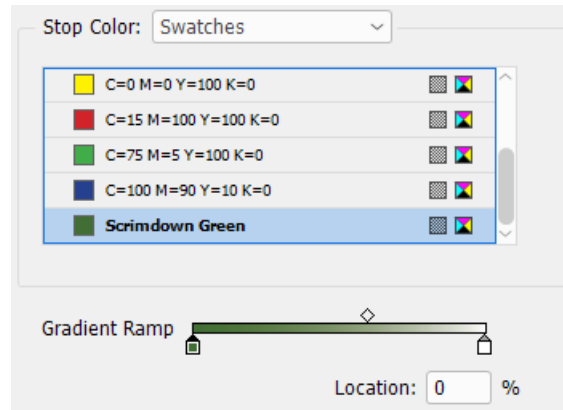 Stop Color: Swatches
C=0 M=0 Y=100 K=0
C=15 M=100 Y=100 K=0
C=75 M=5 Y=100 K=0
C=100 M=90 Y=10 K=0
Scrimdown Green
Gradient Ramp
Location: 0 %